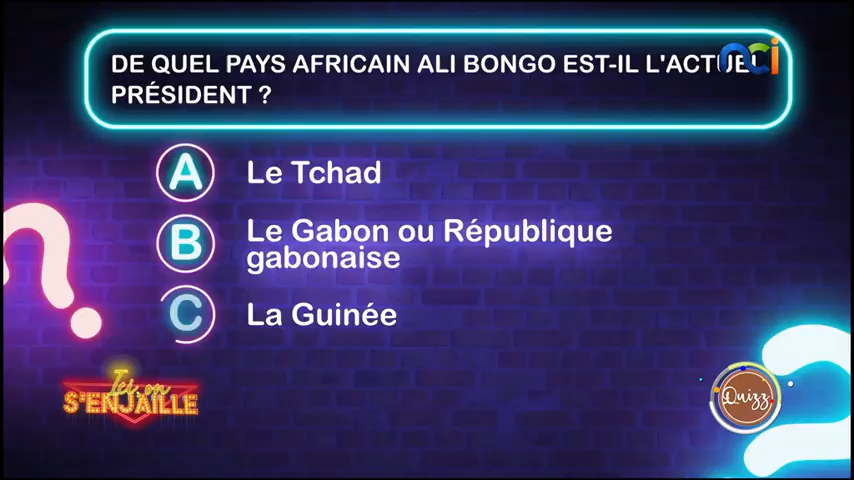 DE QUEL PAYS AFRICAIN ALI BONGO EST-IL L'ACTUEL
PRÉSIDENT ?
nci
A Le Tchad
B Le Gabon ou République
gabonaise
C La Guinée
Ici on
S'ENJAILLE
Quizz